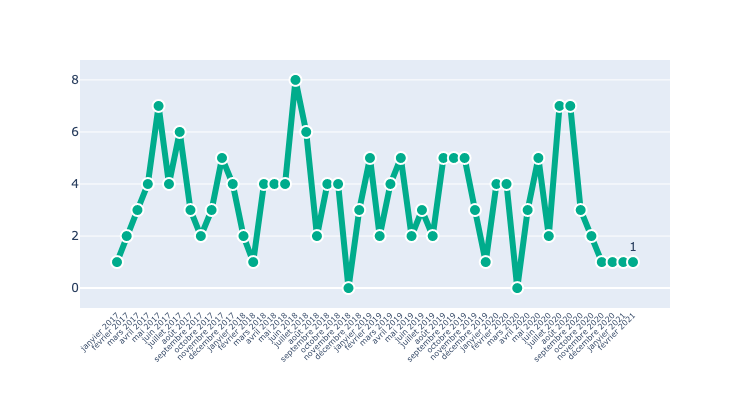 8
6
4
2
0
1
janvier 2017
février 2017
mars 2017
avril 2017
mai 2017
juin 2017
juillet 2017
août 2017
septembre 2017
octobre 2017
novembre 2017
décembre 2017
janvier 2018
février 2018
mars 2018
avril 2018
mai 2018
juin 2018
juillet 2018
août 2018
septembre 2018
octobre 2018
novembre 2018
décembre 2018
janvier 2019
février 2019
mars 2019
avril 2019
mai 2019
juin 2019
juillet 2019
août 2019
septembre 2019
octobre 2019
novembre 2019
décembre 2019
janvier 2020
février 2020
mars 2020
avril 2020
mai 2020
juin 2020
juillet 2020
août 2020
septembre 2020
octobre 2020
novembre 2020
décembre 2020
janvier 2021
février 2021